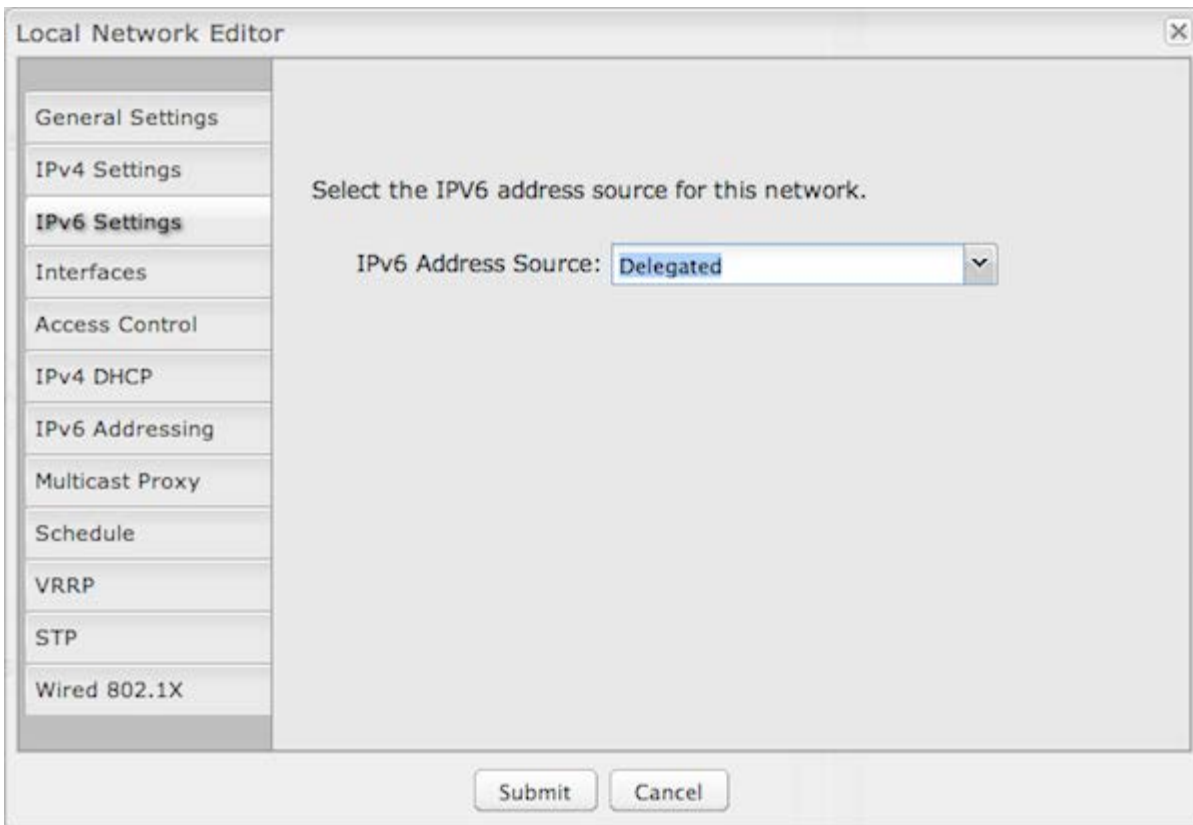 Local Network Editor
General Settings
IPv4 Settings
IPv6 Settings
Interfaces
Access Control
IPv4 DHCP
IPv6 Addressing
Multicast Proxy
Schedule
VRRP
STP
Wired 802.1X
Select the IPV6 address source for this network.
IPv6 Address Source: Delegated
Submit Cancel